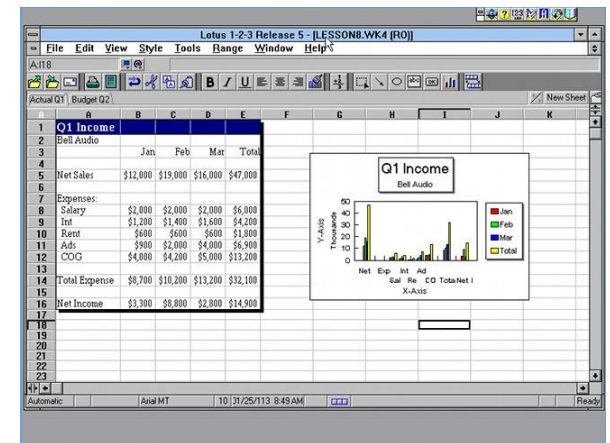 Lotus 1-2-3 Release 5 - [LESSON8.WK4 (RO)]
File Edit View Style Tools Range Window Help
A:I18
Actual Q1 Budget Q2 New Sheet
A B C D E F G H I J K
1 Q1 Income
2 Bell Audio
3 Jan Feb Mar Total
4
5 Net Sales $12,000 $19,000 $16,000 $47,000
6
7 Expenses:
8 Salary $2,000 $2,000 $2,000 $6,000
9 Int $1,200 $1,400 $1,600 $4,200
10 Rent $600 $600 $600 $1,800
11 Ads $900 $2,000 $4,000 $6,900
12 COG $4,000 $4,200 $5,000 $13,200
13
14 Total Expense $8,700 $10,200 $13,200 $32,100
15
16 Net Income $3,300 $8,800 $2,800 $14,900
17
18
19
20
21
22
23
Q1 Income
Bell Audio
Y-Axis
Thousands
50
40
30
20
10
0
Net Exp Int Ad
Sal Re CO Tota Net I
X-Axis
Jan
Feb
Mar
Total
Automatic Arial MT 10 01/25/113 8:49 AM Ready